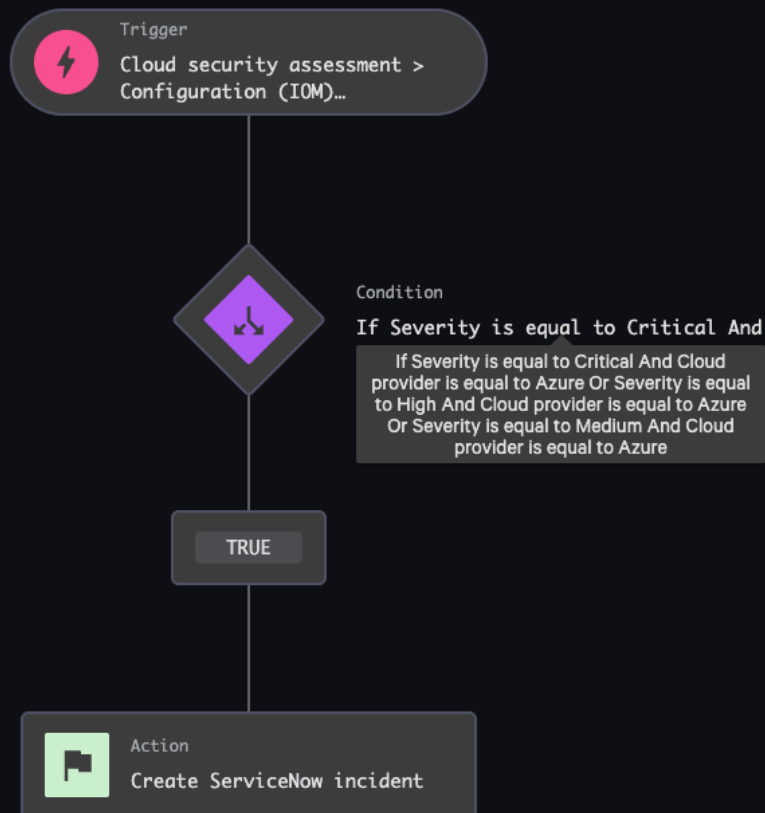 Trigger
Cloud security assessment >
Configuration (IOM)…
Condition
If Severity is equal to Critical And
If Severity is equal to Critical And Cloud
provider is equal to Azure Or Severity is equal
to High And Cloud provider is equal to Azure
Or Severity is equal to Medium And Cloud
provider is equal to Azure
TRUE
Action
Create ServiceNow incident